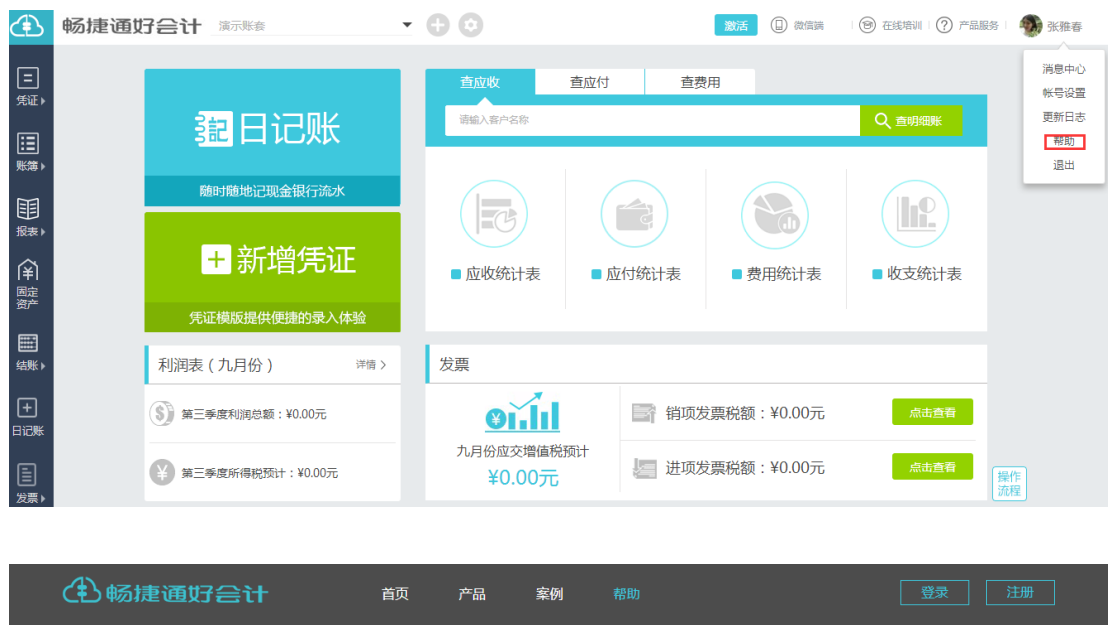 畅捷通好会计 演示账套 激活 微信端 在线培训 产品服务 张雅春
消息中心
帐号设置
更新日志
帮助
退出
凭证
账簿
报表
固定
资产
结账
日记账
发票
記 日记账
随时随地记现金银行流水
新增凭证
凭证模版提供便捷的录入体验
查应收 查应付 查费用
请输入客户名称 查明细账
应收统计表 应付统计表 费用统计表 收支统计表
利润表(九月份) 详情
第三季度利润总额:¥0.00元
第三季度所得税预计:¥0.00元
发票
九月份应交增值税预计
¥0.00元
销项发票税额:¥0.00元 点击查看
进项发票税额:¥0.00元 点击查看
操作
流程
畅捷通好会计 首页 产品 案例 帮助 登录 注册